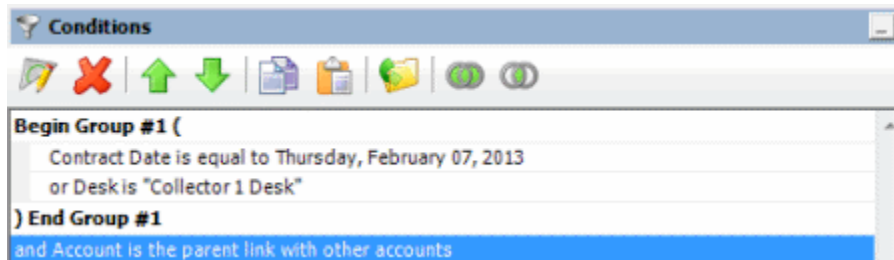 Conditions
Begin Group #1 (
Contract Date is equal to Thursday, February 07, 2013
or Desk is "Collector 1 Desk"
) End Group #1
and Account is the parent link with other accounts